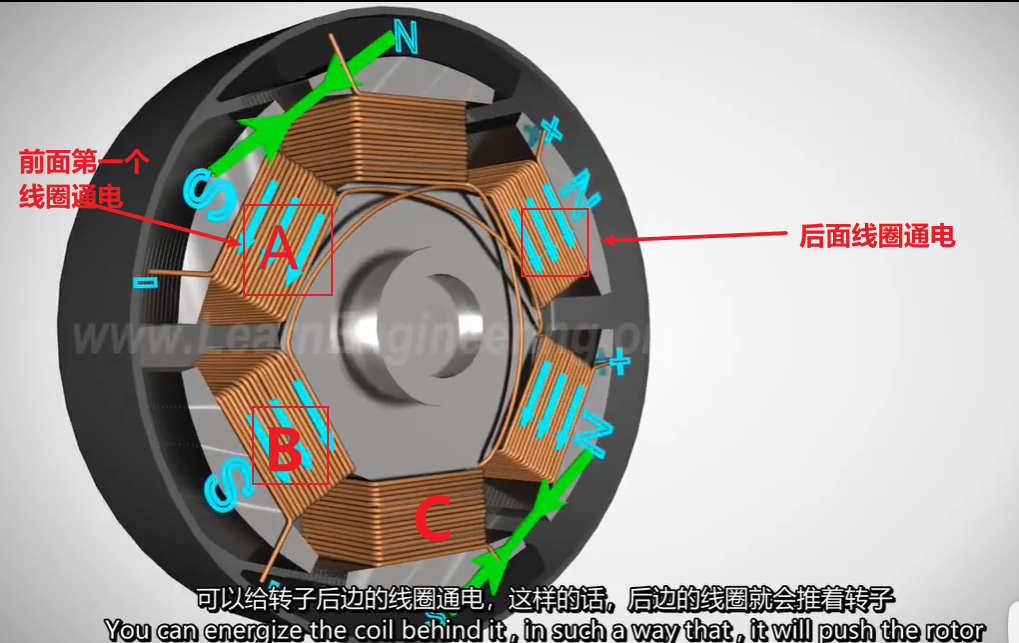 N
+
前面第一个
线圈通电
S
N
A
后面线圈通电
-
www.LearnEngineering.or
+
B
N
S
C
可以给转子后边的线圈通电，这样的话，后边的线圈就会推着转子
You can energize the coil behind it , in such a way that , it will push the rotor